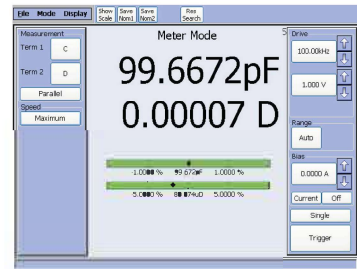 File Mode Display Show Scale Save Nom1 Save Nom2 Res Search
Measurement
Term 1 C
Term 2 D
Parallel
Speed
Maximum
Meter Mode
99.6672pF
0.00007 D
-1.0000 % 99.672pF 1.0000 %
5.0000 % 5.0000 %
S
Drive
100.00kHz
1.000 V
Range
Auto
Bias
0.0000 A
Current Off
Single
Trigger